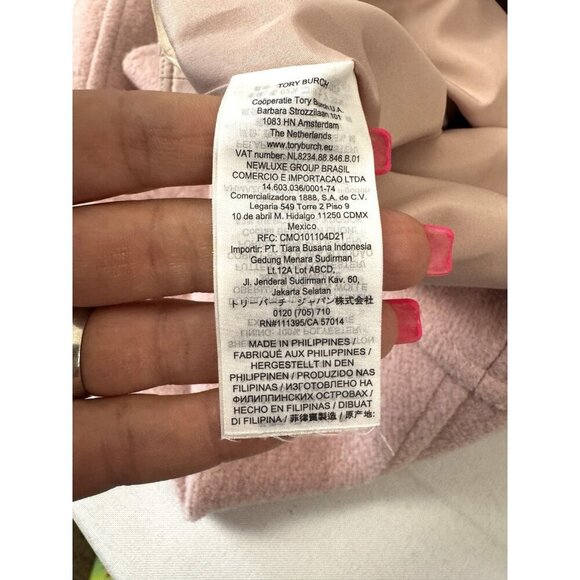 TORY BURCH
Coöperatie Tory Burch U.A.
Barbara Strozzilaan 101
1083 HN Amsterdam
The Netherlands
www.toryburch.eu
VAT number: NL8234.88.846.B.01
NEWLUXE GROUP BRASIL
COMERCIO E IMPORTACAO LTDA
14.603.036/0001-74
Comercializadora 1888, S.A. de C.V.
Legaria 549 Torre 2 Piso 9
10 de abril M. Hidalgo 11250 CDMX
Mexico
RFC: CMO101104D21
Importir: PT. Tiara Busana Indonesia
Gedung Menara Sudirman
Lt.12A Lot ABCD,
Jl. Jenderal Sudirman Kav. 60,
Jakarta Selatan
トリーバーチ・ジャパン株式会社
0120 (705) 710
RN#111395/CA 57014
MADE IN PHILIPPINES /
FABRIQUÉ AUX PHILIPPINES /
HERGESTELLT IN DEN
PHILIPPINEN / PRODUZIDO NAS
FILIPINAS / ИЗГОТОВЛЕНО НА
ФИЛИППИНСКИХ ОСТРОВАХ /
HECHO EN FILIPINAS / DIBUAT
DI FILIPINA / 菲律賓製造 / 原产地: